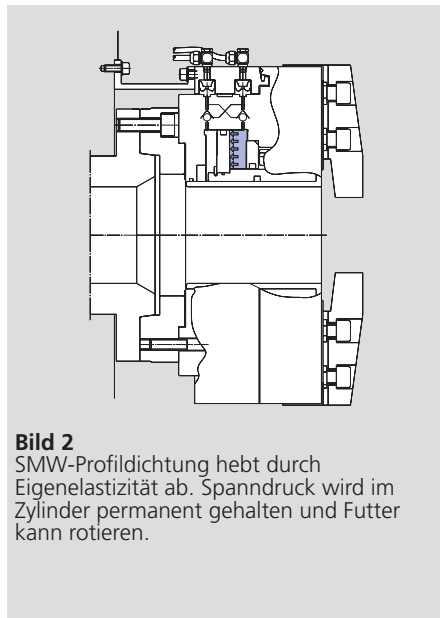 Bild 2
SMW-Profildichtung hebt durch
Eigenelastizität ab. Spanndruck wird im
Zylinder permanent gehalten und Futter
kann rotieren.